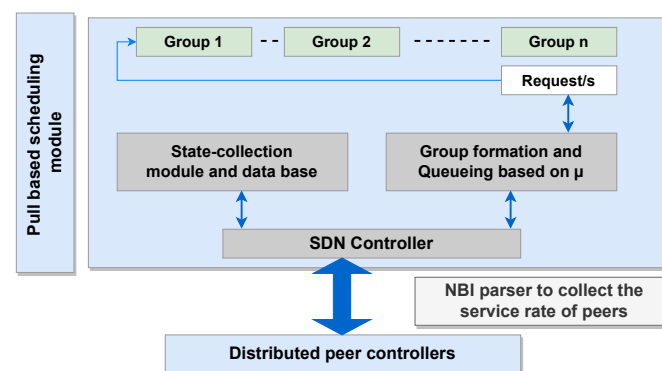 Pull based scheduling
module
Group 1
Group 2
Group n
Request/s
State-collection
module and data base
Group formation and
Queueing based on μ
SDN Controller
NBI parser to collect the
service rate of peers
Distributed peer controllers